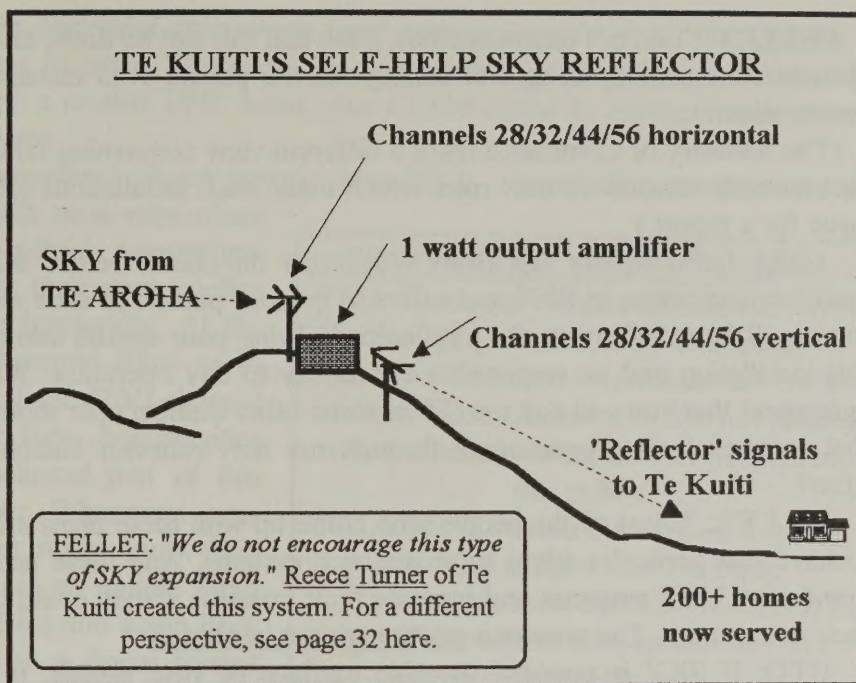 TE KUITI'S SELF-HELP SKY REFLECTOR
Channels 28/32/44/56 horizontal
1 watt output amplifier
SKY from
TE AROHA
Channels 28/32/44/56 vertical
'Reflector' signals
to Te Kuiti
FELLET: "We do not encourage this type
of SKY expansion." Reece Turner of Te
Kuiti created this system. For a different
perspective, see page 32 here.
200+ homes
now served